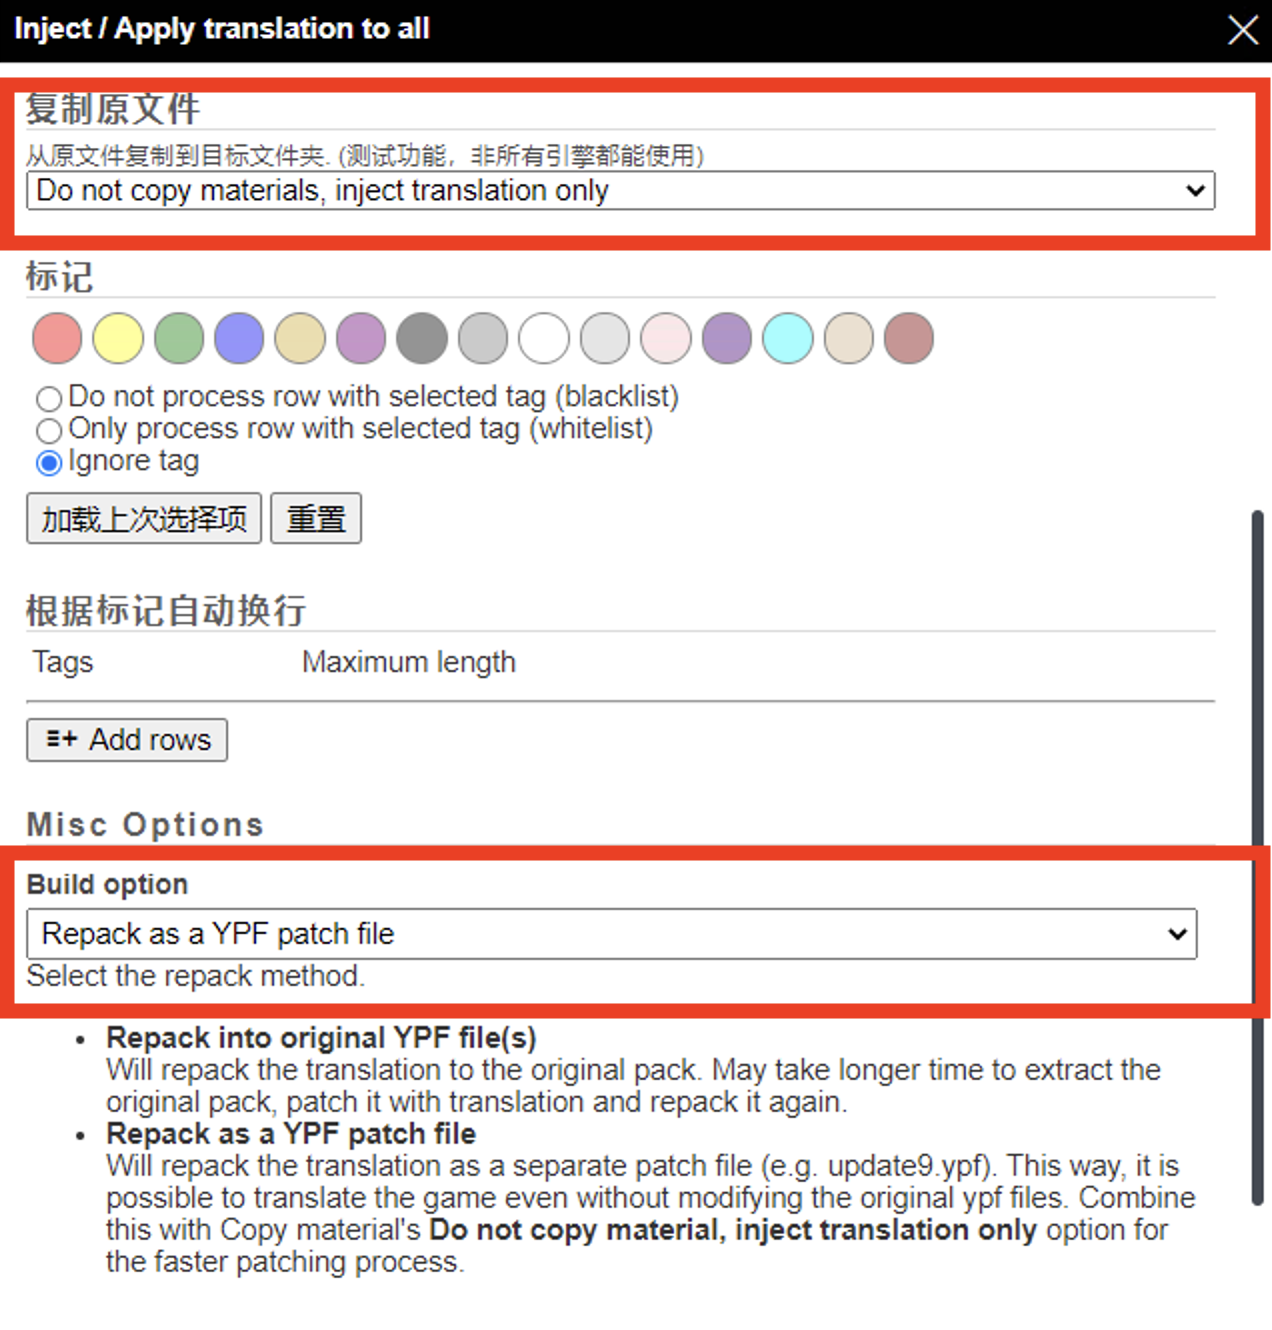 Inject / Apply translation to all
复制原文件
从原文件复制到目标文件夹. (测试功能，非所有引擎都能使用)
Do not copy materials, inject translation only
标记
Do not process row with selected tag (blacklist)
Only process row with selected tag (whitelist)
Ignore tag
加载上次选择项 重置
根据标记自动换行
Tags Maximum length
Add rows
Misc Options
Build option
Repack as a YPF patch file
Select the repack method.
• Repack into original YPF file(s)
Will repack the translation to the original pack. May take longer time to extract the
original pack, patch it with translation and repack it again.
• Repack as a YPF patch file
Will repack the translation as a separate patch file (e.g. update9.ypf). This way, it is
possible to translate the game even without modifying the original ypf files. Combine
this with Copy material's Do not copy material, inject translation only option for
the faster patching process.